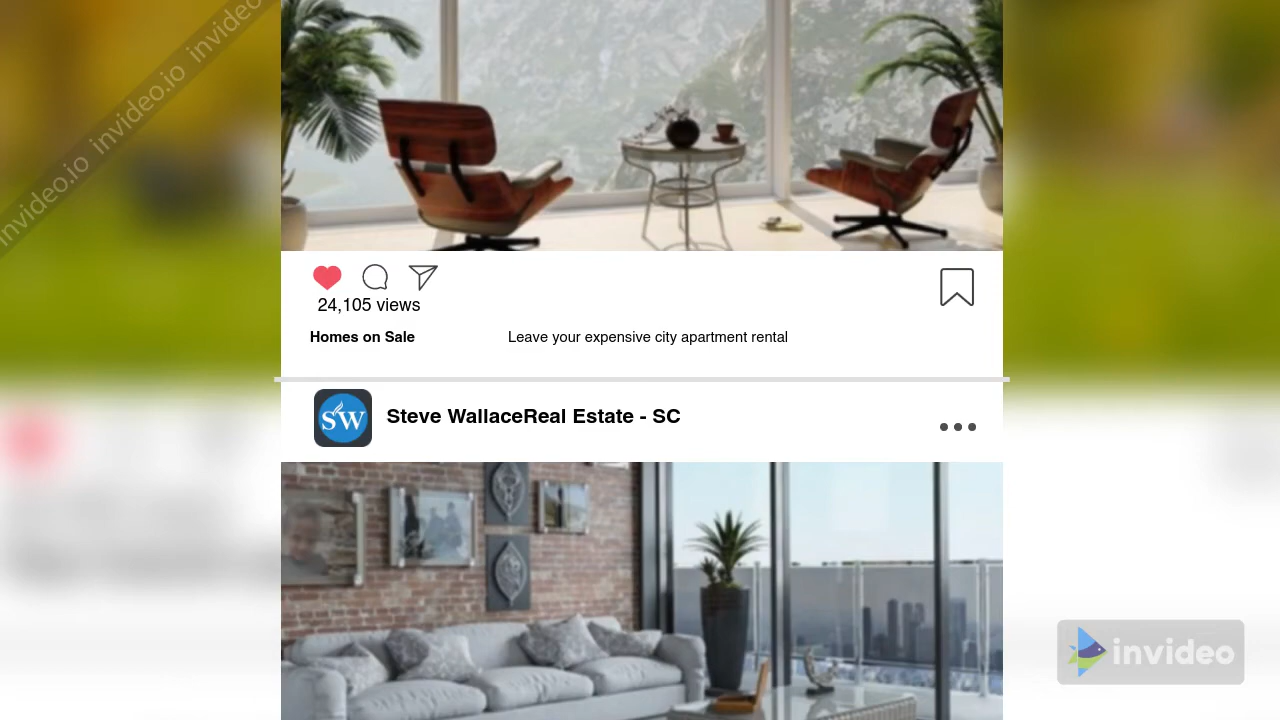 invideo.io invideo.io invideo
24,105 views
Homes on Sale
Leave your expensive city apartment rental
SW
Steve WallaceReal Estate - SC
invideo